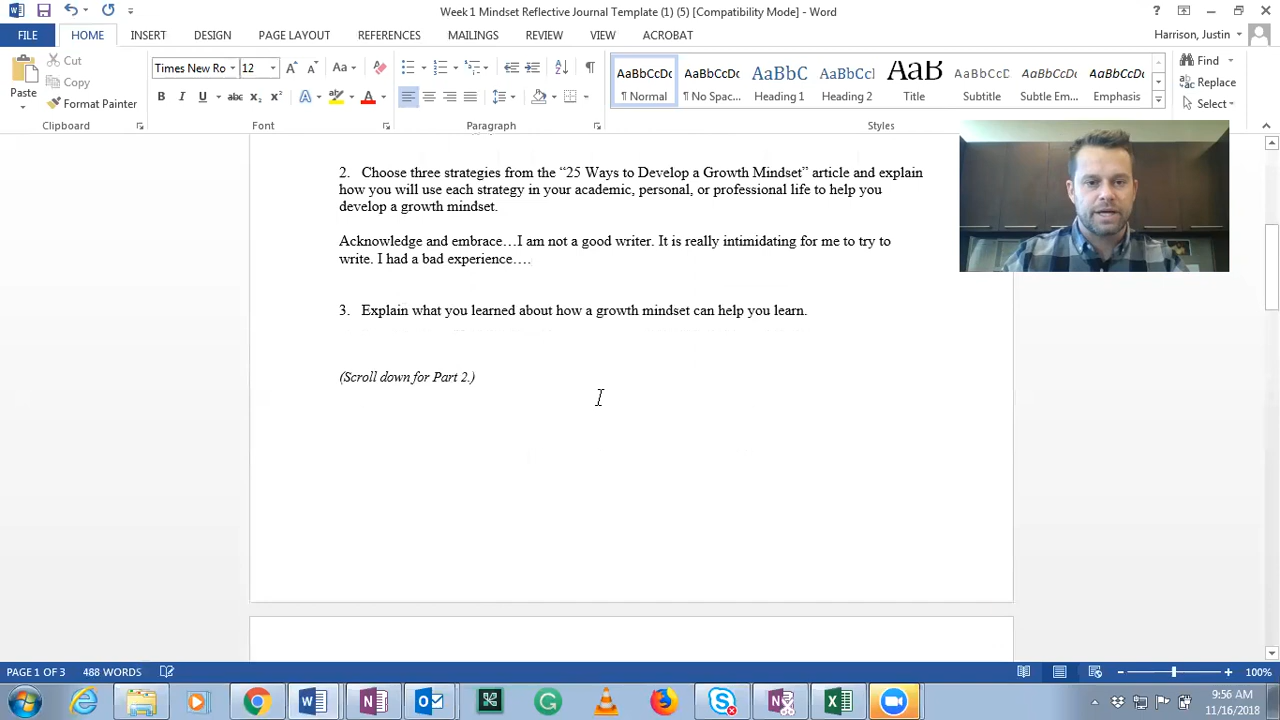 Week 1 Mindset Reflective Journal Template (1) (5) [Compatibility Mode] - Word
FILE HOME INSERT DESIGN PAGE LAYOUT REFERENCES MAILINGS REVIEW VIEW ACROBAT Harrison, Justin
Cut
Copy
Format Painter
Paste
Times New Ro 12
AaBbCcDc AaBbCcDc AaBbC AaBbCcl AaB AaBbCcDd AaBbCcDd AaBbCcDc
¶ Normal ¶ No Spac... Heading 1 Heading 2 Title Subtitle Subtle Em... Emphasis
Find
Replace
Select
Clipboard Font Paragraph Styles
2. Choose three strategies from the “25 Ways to Develop a Growth Mindset” article and explain
how you will use each strategy in your academic, personal, or professional life to help you
develop a growth mindset.
Acknowledge and embrace…I am not a good writer. It is really intimidating for me to try to
write. I had a bad experience….
3. Explain what you learned about how a growth mindset can help you learn.
(Scroll down for Part 2.)
PAGE 1 OF 3 488 WORDS 100%
9:56 AM
11/16/2018